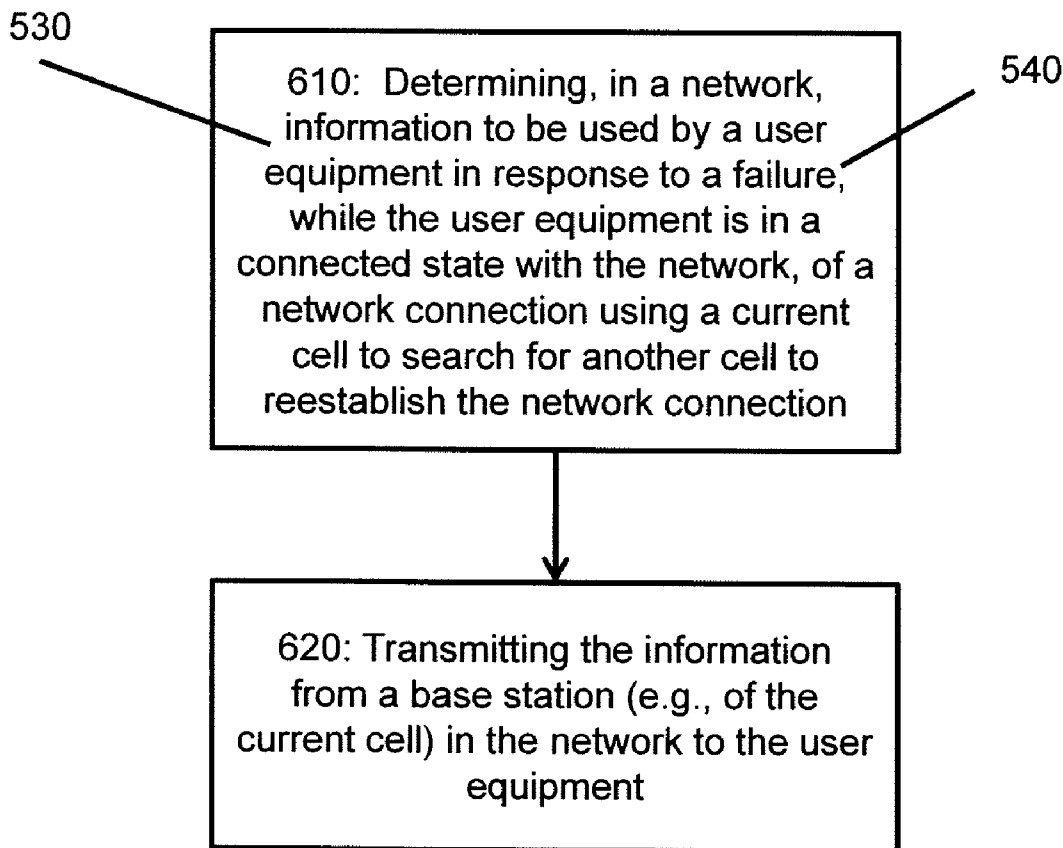 530
540
610: Determining, in a network,
information to be used by a user
equipment in response to a failure,
while the user equipment is in a
connected state with the network, of a
network connection using a current
cell to search for another cell to
reestablish the network connection
620: Transmitting the information
from a base station (e.g., of the
current cell) in the network to the user
equipment